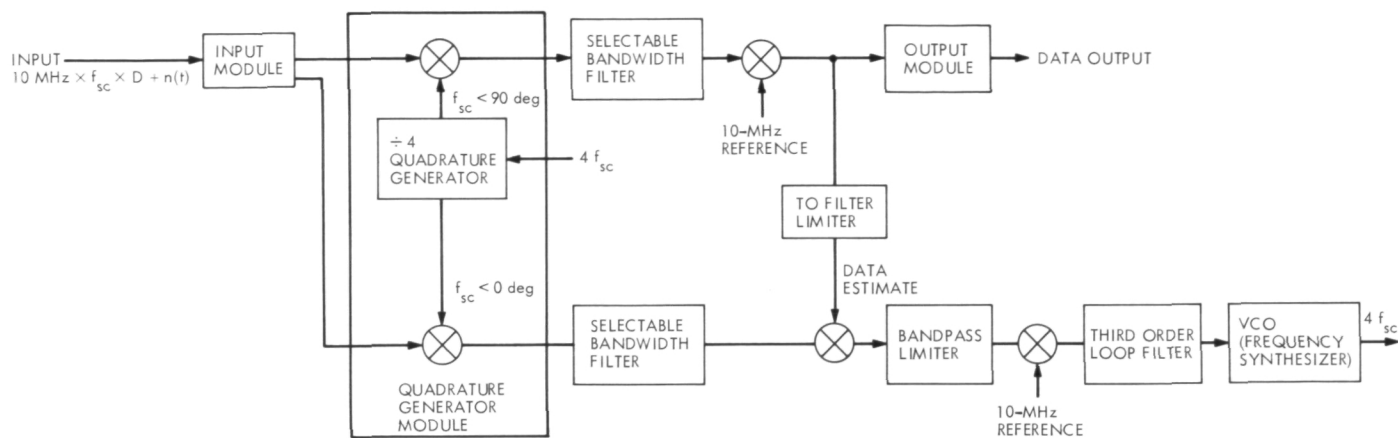 INPUT
10 MHz × f_sc × D + n(t)
INPUT
MODULE
f_sc < 90 deg
÷ 4
QUADRATURE
GENERATOR
4 f_sc
f_sc < 0 deg
QUADRATURE
GENERATOR
MODULE
SELECTABLE
BANDWIDTH
FILTER
10-MHz
REFERENCE
OUTPUT
MODULE
DATA OUTPUT
TO FILTER
LIMITER
DATA
ESTIMATE
SELECTABLE
BANDWIDTH
FILTER
BANDPASS
LIMITER
10-MHz
REFERENCE
THIRD ORDER
LOOP FILTER
VCO
(FREQUENCY
SYNTHESIZER)
4 f_sc